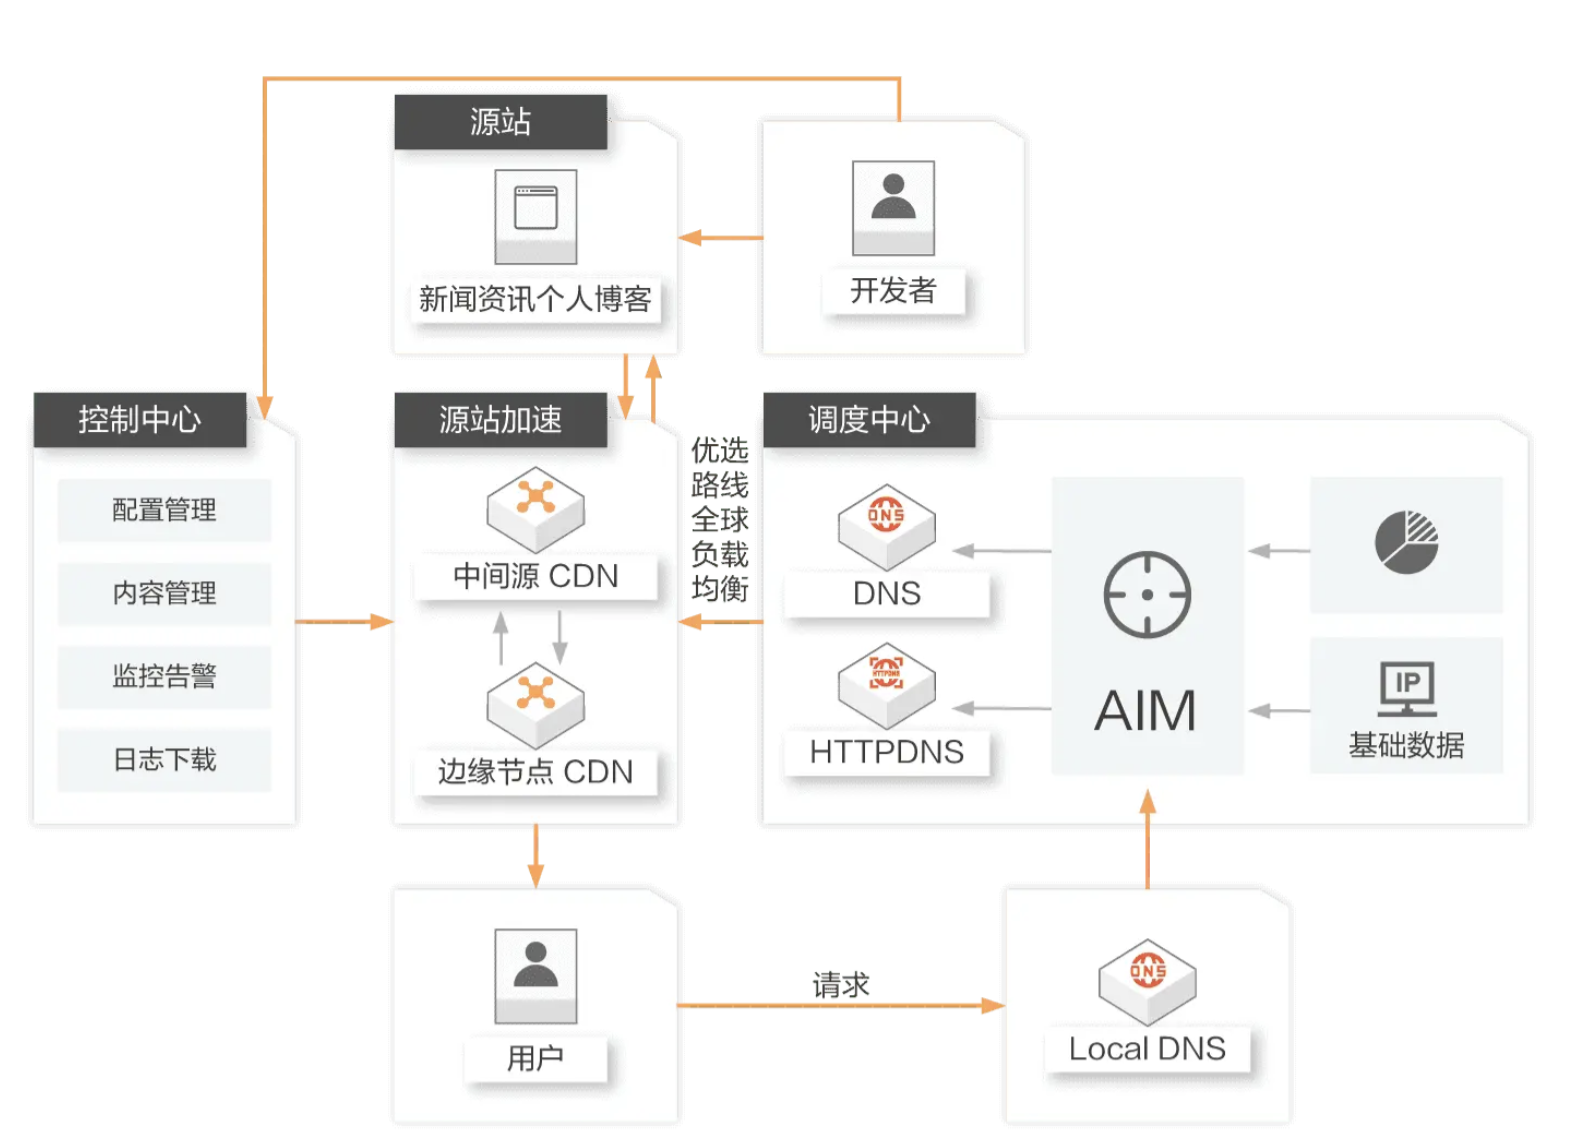 源站
新闻资讯个人博客
开发者
控制中心
配置管理
内容管理
监控告警
日志下载
源站加速
中间源 CDN
边缘节点 CDN
优选
路线
全球
负载
均衡
调度中心
DNS
DNS
HTTPDNS
HTTPDNS
AIM
IP
基础数据
用户
请求
DNS
Local DNS